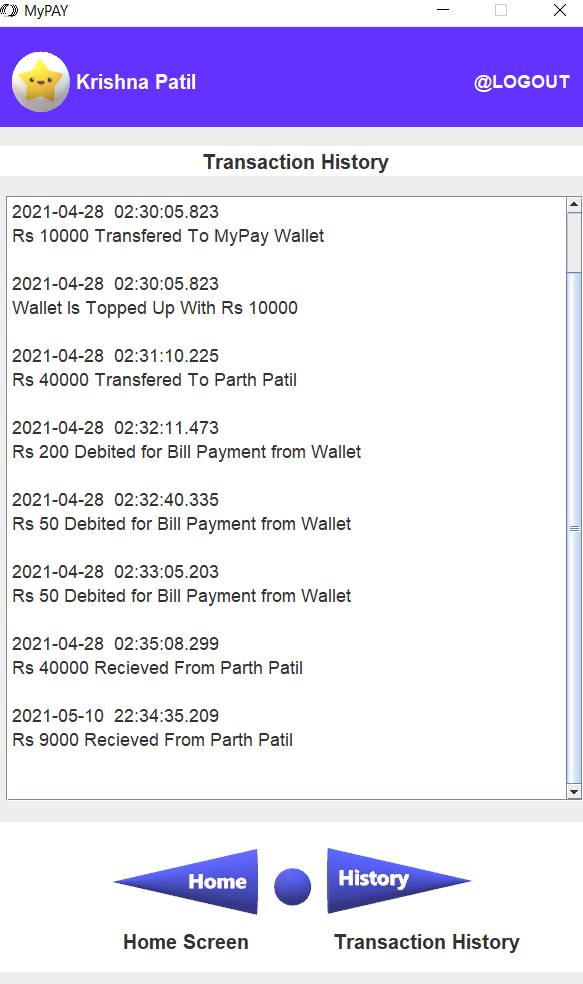 MyPAY
Krishna Patil
@LOGOUT
Transaction History
2021-04-28 02:30:05.823
Rs 10000 Transfered To MyPay Wallet
2021-04-28 02:30:05.823
Wallet Is Topped Up With Rs 10000
2021-04-28 02:31:10.225
Rs 40000 Transfered To Parth Patil
2021-04-28 02:32:11.473
Rs 200 Debited for Bill Payment from Wallet
2021-04-28 02:32:40.335
Rs 50 Debited for Bill Payment from Wallet
2021-04-28 02:33:05.203
Rs 50 Debited for Bill Payment from Wallet
2021-04-28 02:35:08.299
Rs 40000 Recieved From Parth Patil
2021-05-10 22:34:35.209
Rs 9000 Recieved From Parth Patil
Home
History
Home Screen
Transaction History